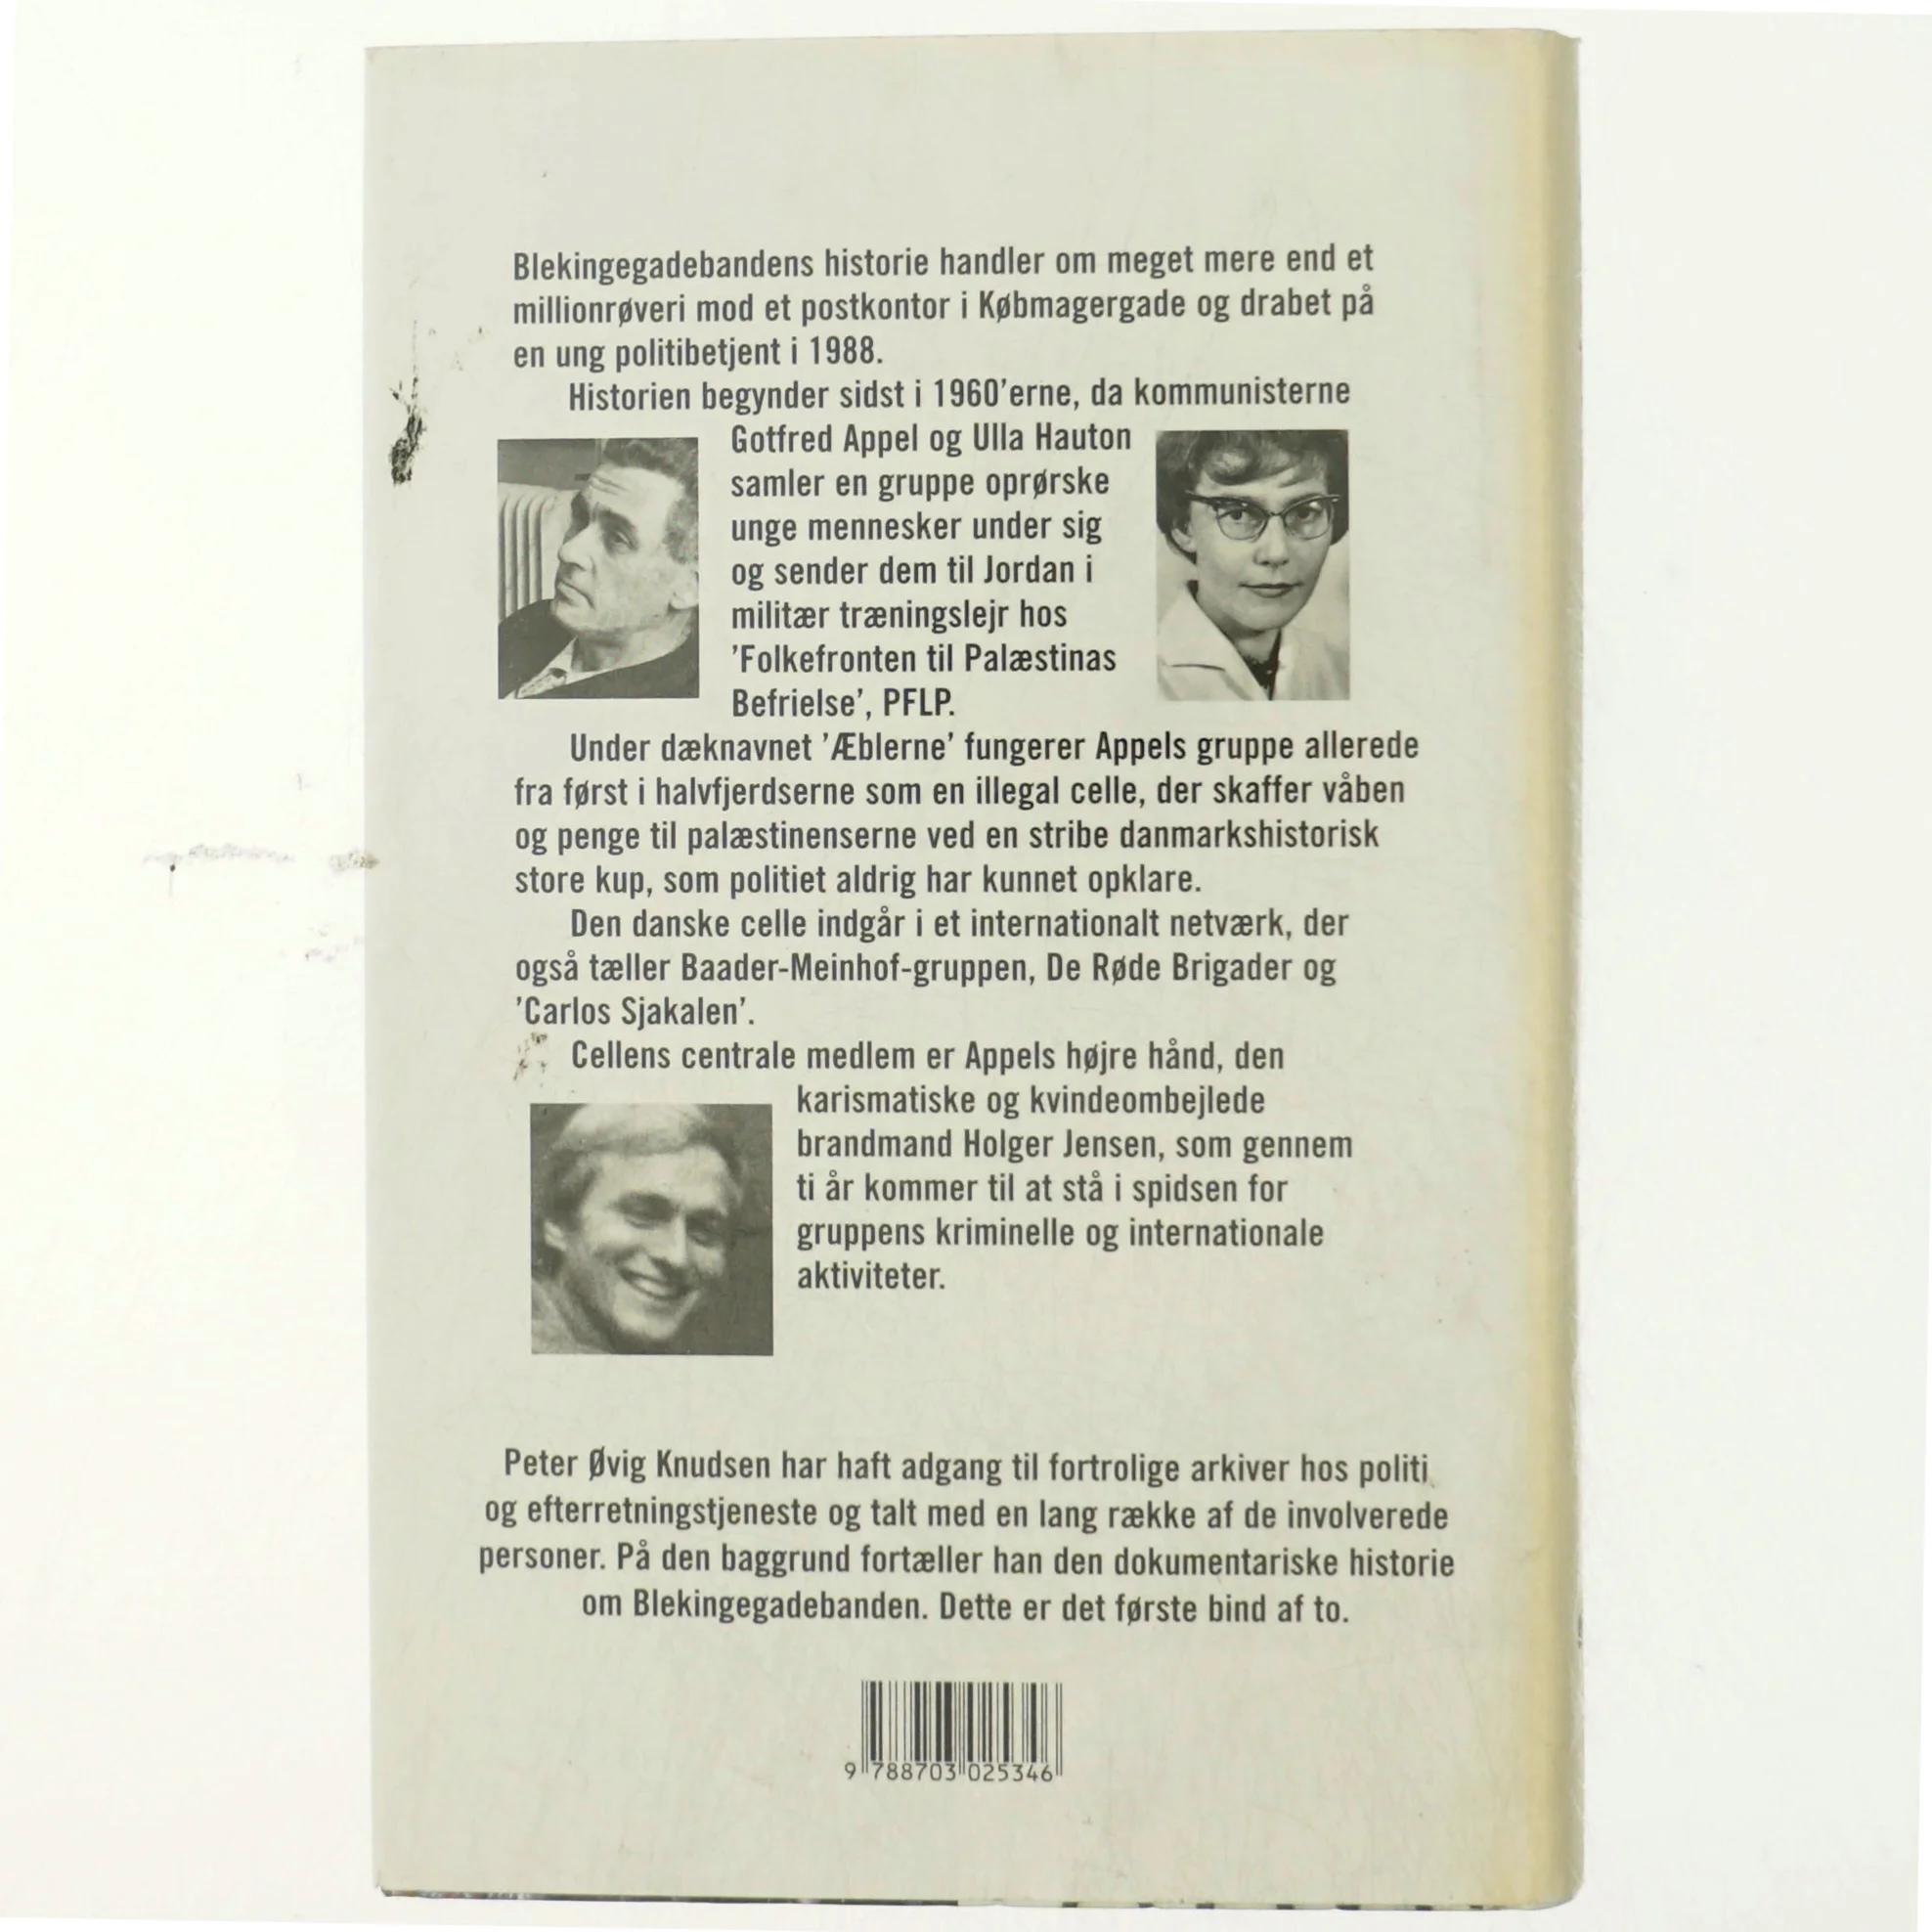 Blekingegadebandens historie handler om meget mere end et
millionrøveri mod et postkontor i Købmagergade og drabet på
en ung politibetjent i 1988.
Historien begynder sidst i 1960'erne, da kommunisterne
Gotfred Appel og Ulla Hauton
samler en gruppe oprørske
unge mennesker under sig
og sender dem til Jordan i
militær træningslejr hos
'Folkefronten til Palæstinas
Befrielse', PFLP.
Under dæknavnet 'Æblerne' fungerer Appels gruppe allerede
fra først i halvfjerdserne som en illegal celle, der skaffer våben
og penge til palæstinenserne ved en stribe danmarkshistorisk
store kup, som politiet aldrig har kunnet opklare.
Den danske celle indgår i et internationalt netværk, der
også tæller Baader-Meinhof-gruppen, De Røde Brigader og
'Carlos Sjakalen'.
Cellens centrale medlem er Appels højre hånd, den
karismatiske og kvindeombejlede
brandmand Holger Jensen, som gennem
ti år kommer til at stå i spidsen for
gruppens kriminelle og internationale
aktiviteter.
Peter Øvig Knudsen har haft adgang til fortrolige arkiver hos politi
og efterretningstjeneste og talt med en lang række af de involverede
personer. På den baggrund fortæller han den dokumentariske historie
om Blekingegadebanden. Dette er det første bind af to.
9 788703 025346